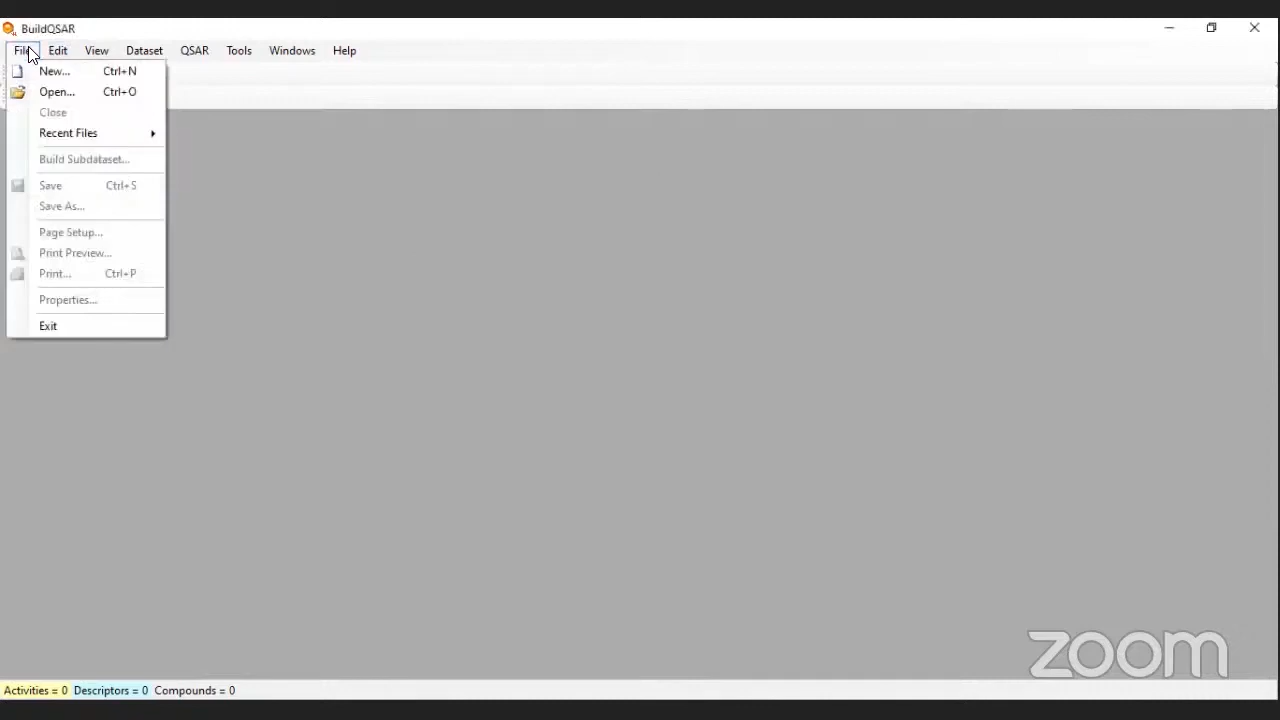 BuildQSAR
File Edit View Dataset QSAR Tools Windows Help
New... Ctrl+N
Open... Ctrl+O
Close
Recent Files
Build Subdataset...
Save Ctrl+S
Save As...
Page Setup...
Print Preview...
Print... Ctrl+P
Properties...
Exit
zoom
Activities = 0 Descriptors = 0 Compounds = 0